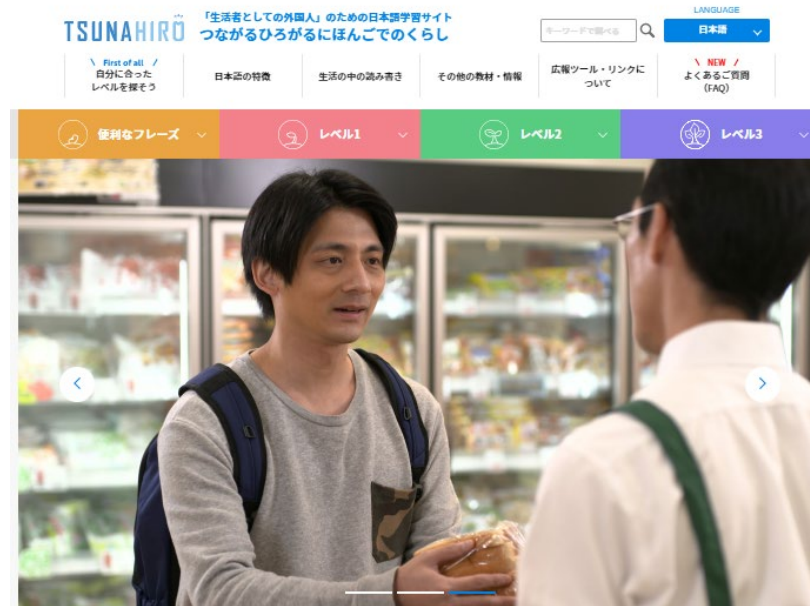 TSUNAHIRO
「生活者としての外国人」のための日本語学習サイト
つながるひろがるにほんごでのくらし
キーワードで調べる
LANGUAGE
日本語
\ First of all /
自分に合った
レベルを探そう
日本語の特徴
生活の中の読み書き
その他の教材・情報
広報ツール・リンクに
ついて
\ NEW /
よくあるご質問
(FAQ)
便利なフレーズ
レベル1
レベル2
レベル3